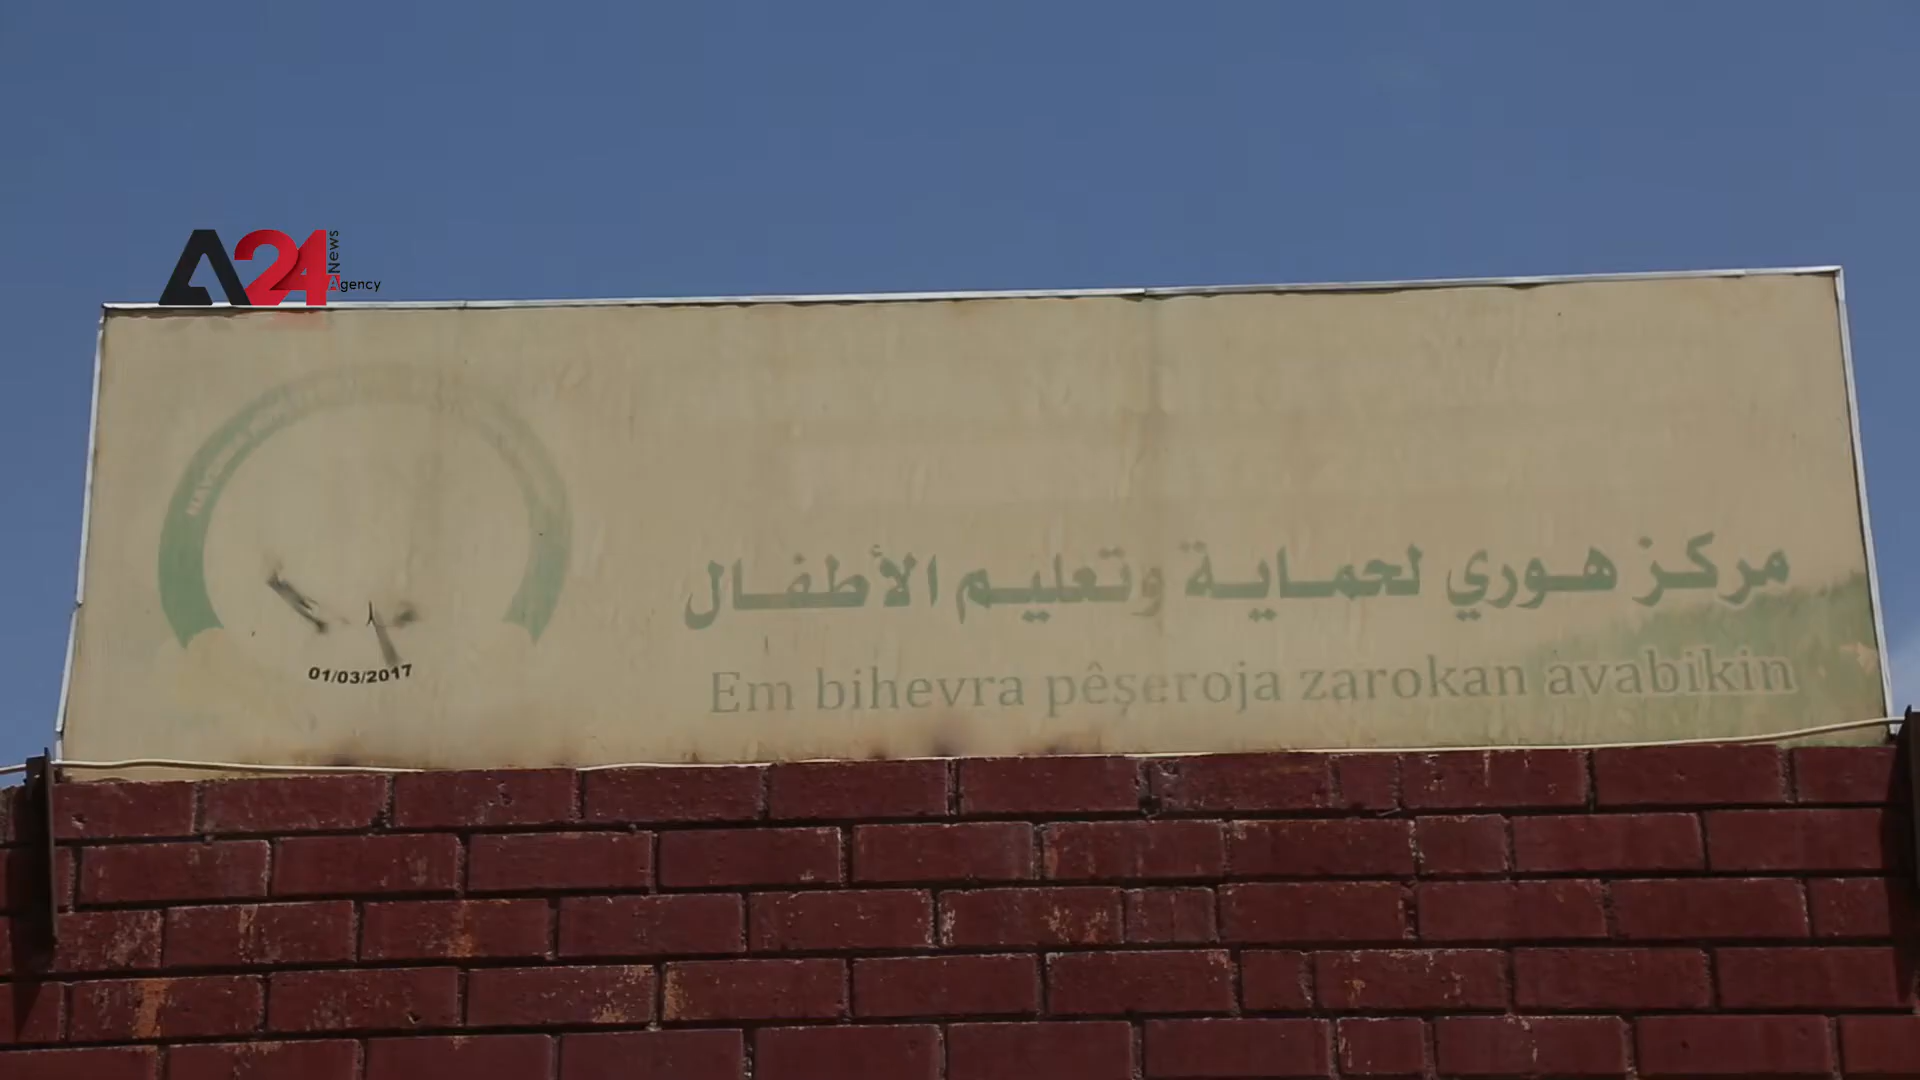 A24 News Agency
مركز هوري لحماية وتعليم الأطفال
Em bihevra pêşeroja zarokan avabikin
01/03/2017